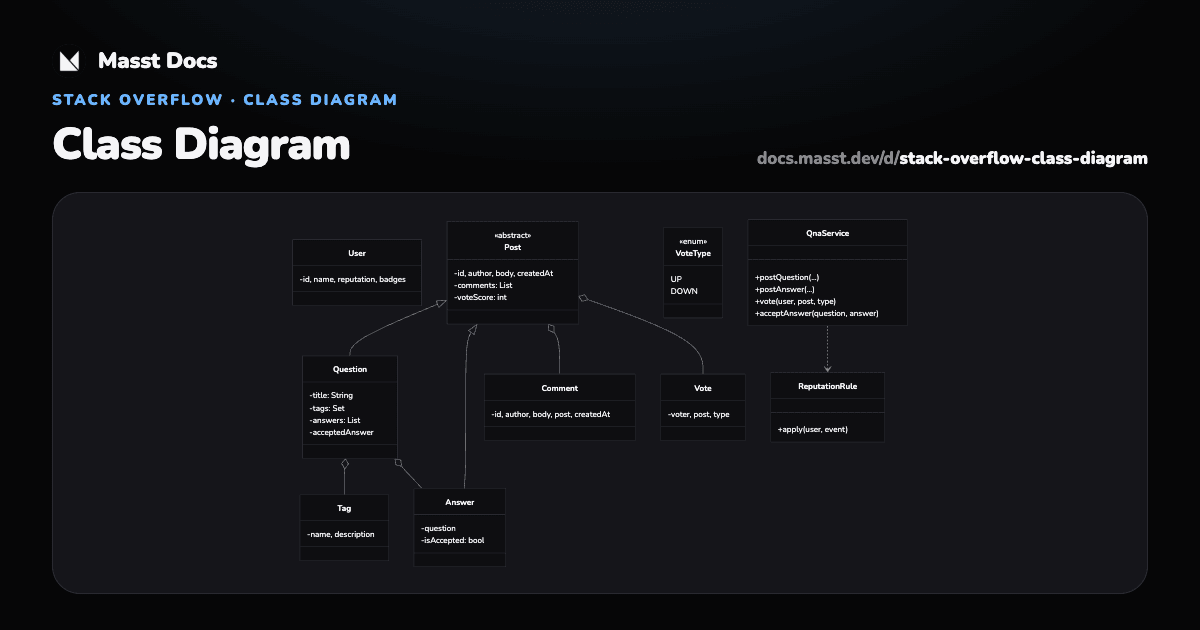 Masst Docs
STACK OVERFLOW · CLASS DIAGRAM
Class Diagram
docs.masst.dev/d/stack-overflow-class-diagram
User
-id, name, reputation, badges
«abstract»
Post
-id, author, body, createdAt
-comments: List
-voteScore: int
«enum»
VoteType
UP
DOWN
QnaService
+postQuestion(...)
+postAnswer(...)
+vote(user, post, type)
+acceptAnswer(question, answer)
Question
-title: String
-tags: Set
-answers: List
-acceptedAnswer
Comment
-id, author, body, post, createdAt
Vote
-voter, post, type
ReputationRule
+apply(user, event)
Tag
-name, description
Answer
-question
-isAccepted: bool